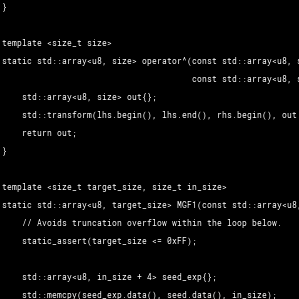 }
template <size_t size>
static std::array<u8, size> operator^(const std::array<u8,
const std::array<u8,
std::array<u8, size> out{};
std::transform(lhs.begin(), lhs.end(), rhs.begin(), out
return out;
}
template <size_t target_size, size_t in_size>
static std::array<u8, target_size> MGF1(const std::array<u8,
// Avoids truncation overflow within the loop below.
static_assert(target_size <= 0xFF);
std::array<u8, in_size + 4> seed_exp{};
std::memcpy(seed_exp.data(), seed.data(), in_size);